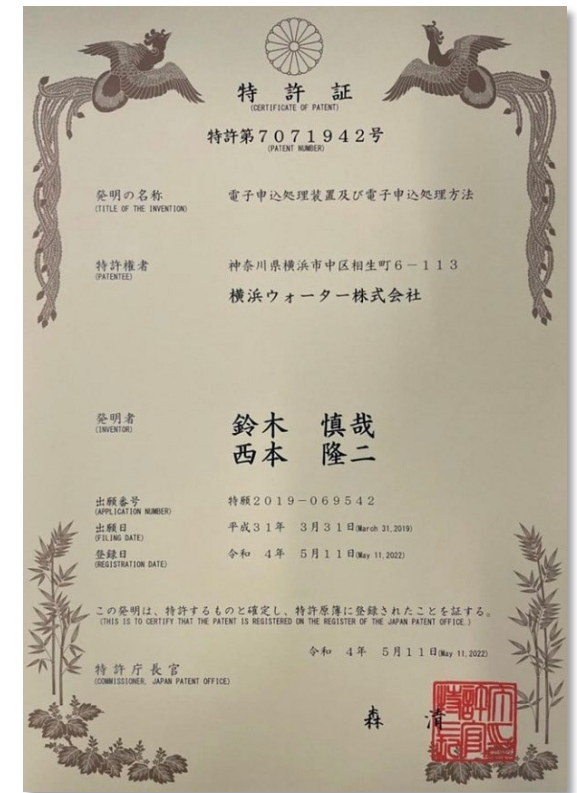 特許証
(CERTIFICATE OF PATENT)
特許第7071942号
(PATENT NUMBER)
発明の名称
(TITLE OF THE INVENTION)
電子申込処理装置及び電子申込処理方法
特許権者
(PATENTEE)
神奈川県横浜市中区相生町6-113
横浜ウォーター株式会社
発明者
(INVENTOR)
鈴木 慎哉
西本 隆二
出願番号
(APPLICATION NUMBER)
特願2019-069542
出願日
(FILING DATE)
平成31年 3月31日(March 31,2019)
登録日
(REGISTRATION DATE)
令和 4年 5月11日(May 11,2022)
この発明は、特許するものと確定し、特許原簿に登録されたことを証する。
(THIS IS TO CERTIFY THAT THE PATENT IS REGISTERED ON THE REGISTER OF THE JAPAN PATENT OFFICE.)
令和 4年 5月11日(May 11,2022)
特許庁長官
(COMMISSIONER, JAPAN PATENT OFFICE)
森 清